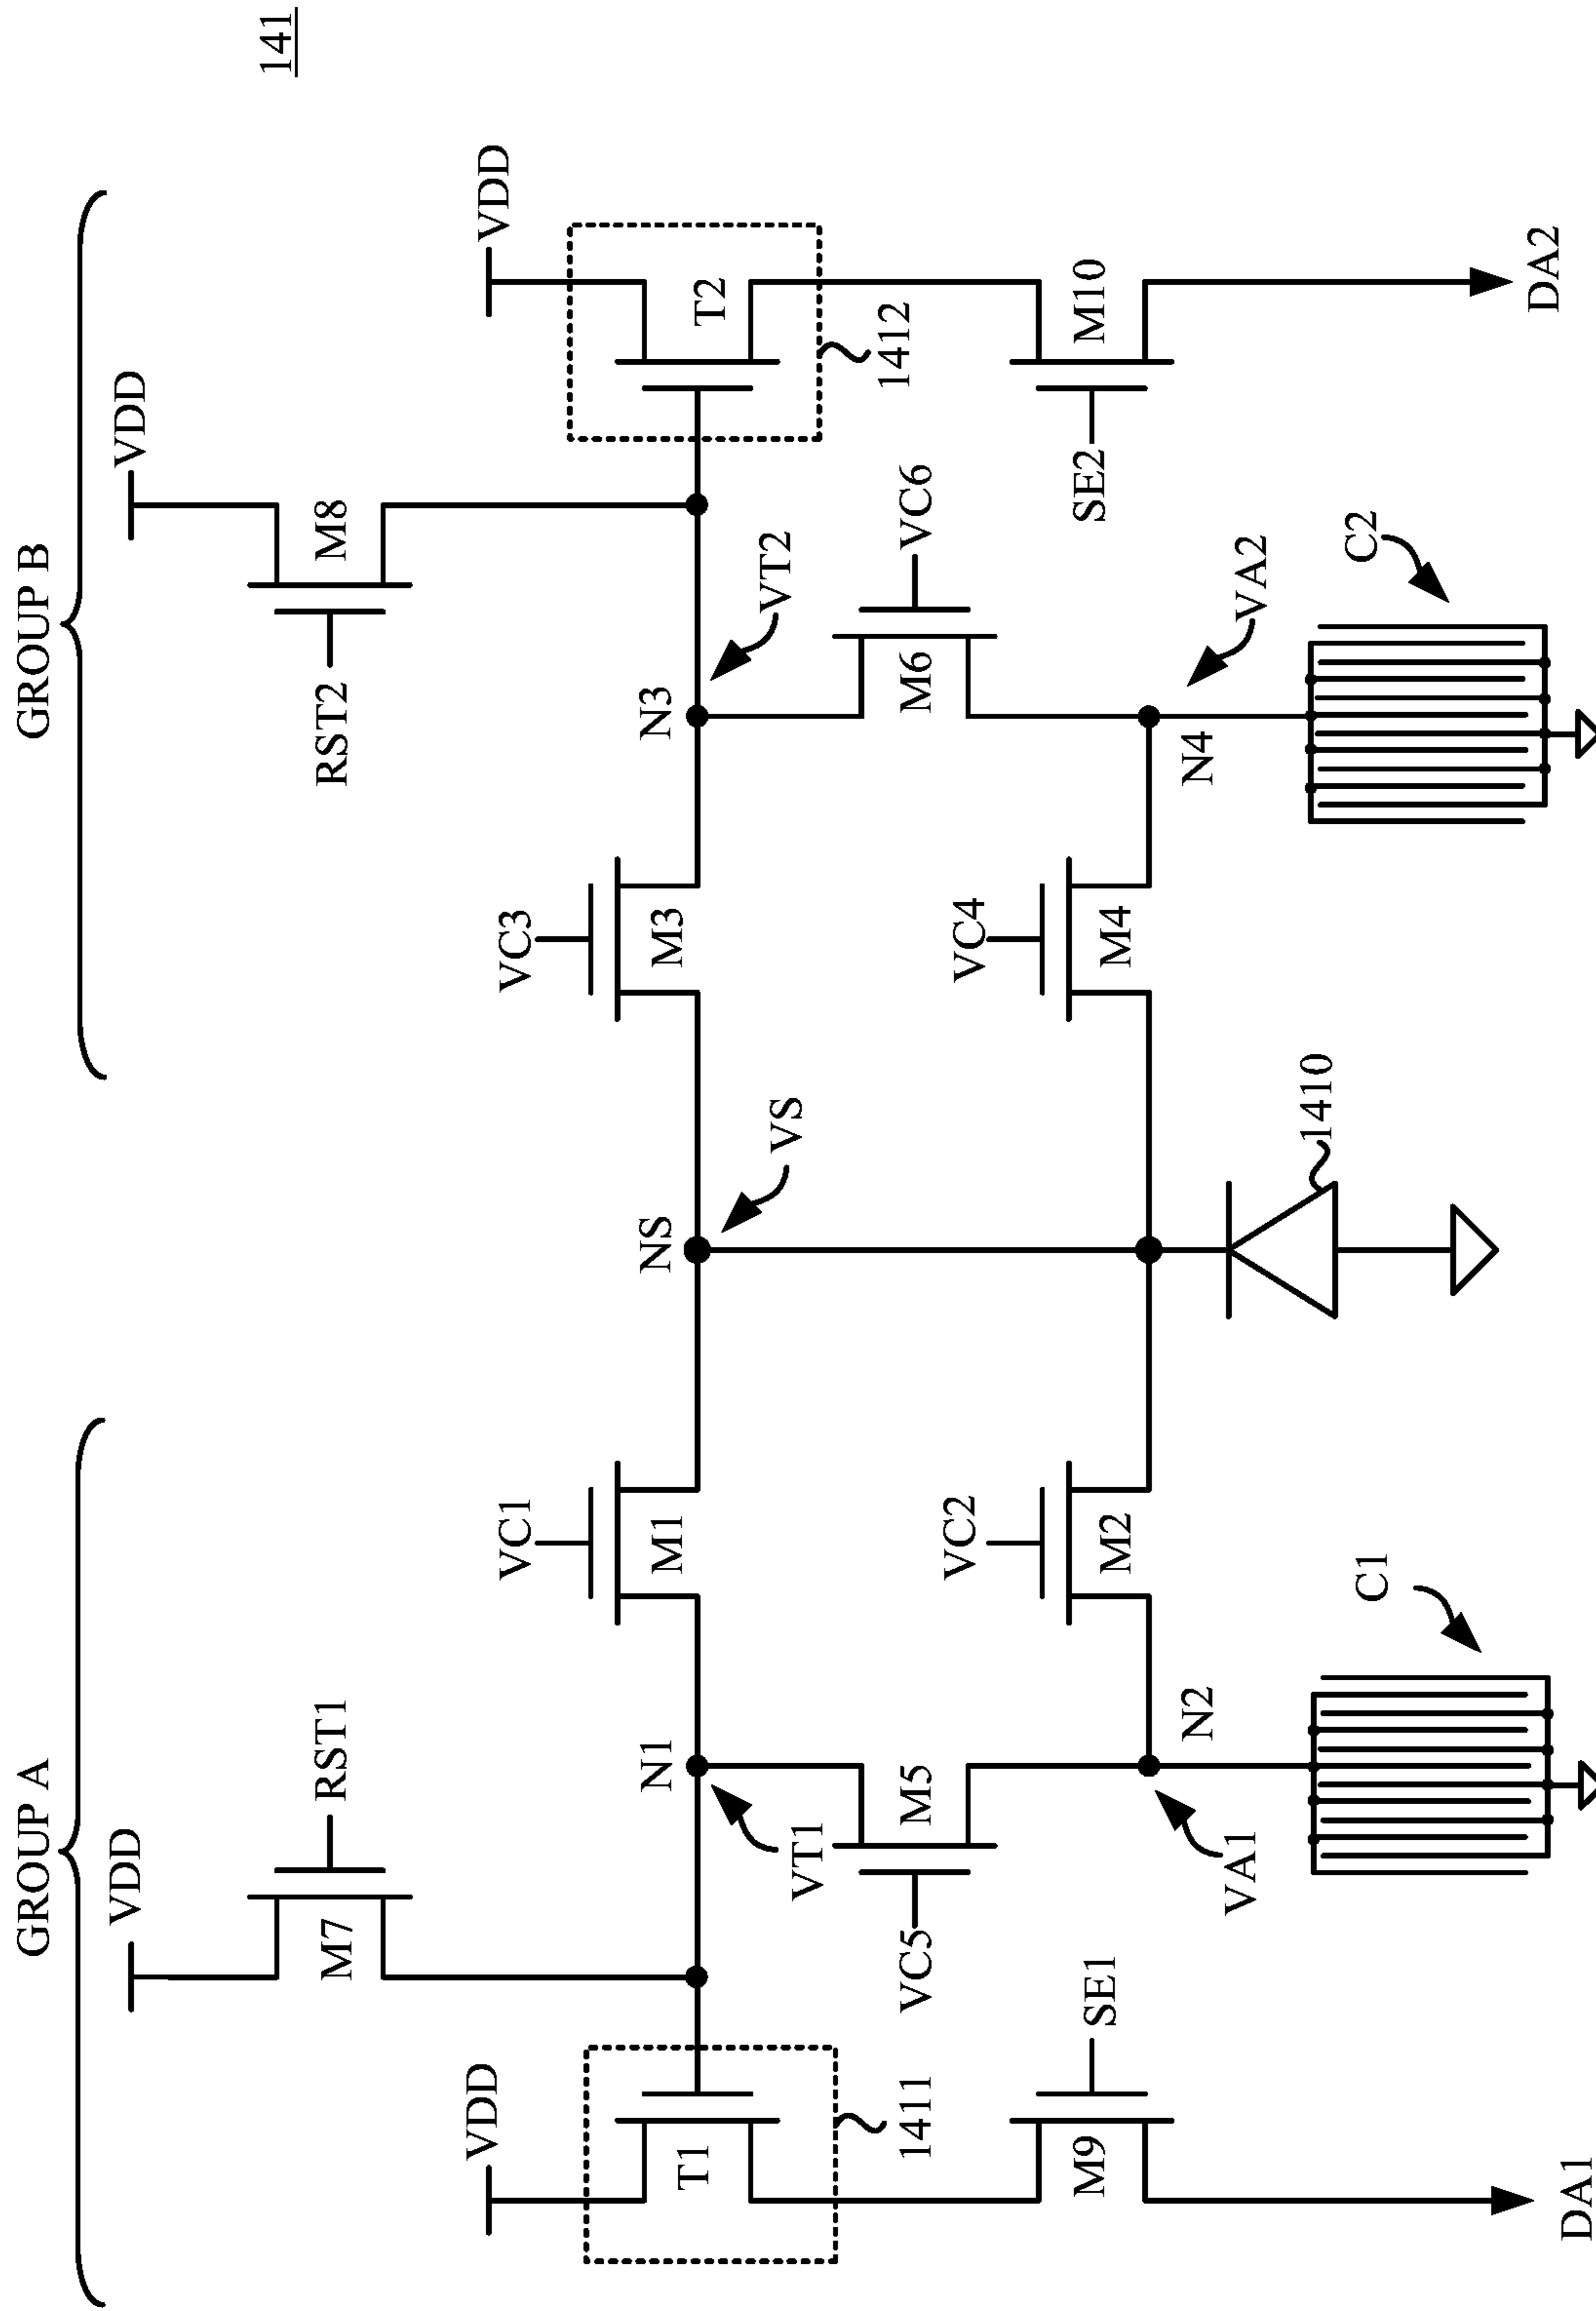 141
GROUP A
GROUP B
VDD
RST1
M7
VDD
M8
RST2
VDD
T1
1411
N1
VT1
VC1
M1
NS
VS
VC3
M3
N3
VT2
VDD
T2
1412
VC5
M5
VC6
M6
SE1
M9
DA1
VA1
N2
VC2
M2
C1
1410
VC4
M4
N4
VA2
C2
SE2
M10
DA2